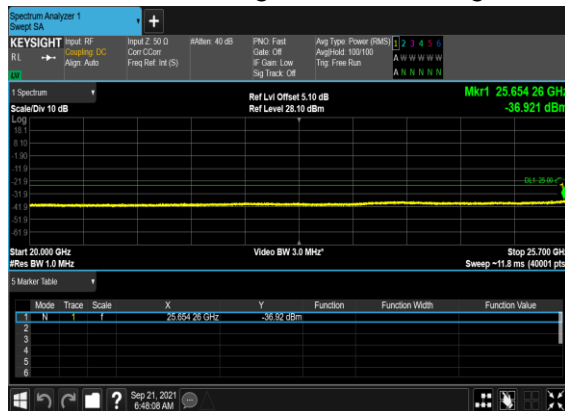 Spectrum Analyzer 1
Swept SA
+
KEYSIGHT Input: RF Input Z: 50 Ω #Atten: 40 dB PNO: Fast Avg Type: Power (RMS) 1 2 3 4 5 6
RL Coupling: DC Corr CCorr Gate: Off Avg|Hold: 100/100 A W W W W W
Align: Auto Freq Ref: Int (S) IF Gain: Low Trig: Free Run
Sig Track: Off A N N N N N
LW
1 Spectrum
Ref Lvl Offset 5.10 dB Mkr1 25.654 26 GHz
Scale/Div 10 dB Ref Level 28.10 dBm -36.921 dBm
Log
18.1
8.10
-1.90
-11.9
-21.9
DL1 -25.00
-31.9
-41.9
-51.9
-61.9
Start 20.000 GHz Video BW 3.0 MHz* Stop 25.700 GHz
#Res BW 1.0 MHz Sweep ~11.8 ms (40001 pts)
5 Marker Table
Mode Trace Scale X Y Function Function Width Function Value
1 N 1 f 25.654 26 GHz -36.92 dBm
2
3
4
5
6
? Sep 21, 2021
6:48:08 AM